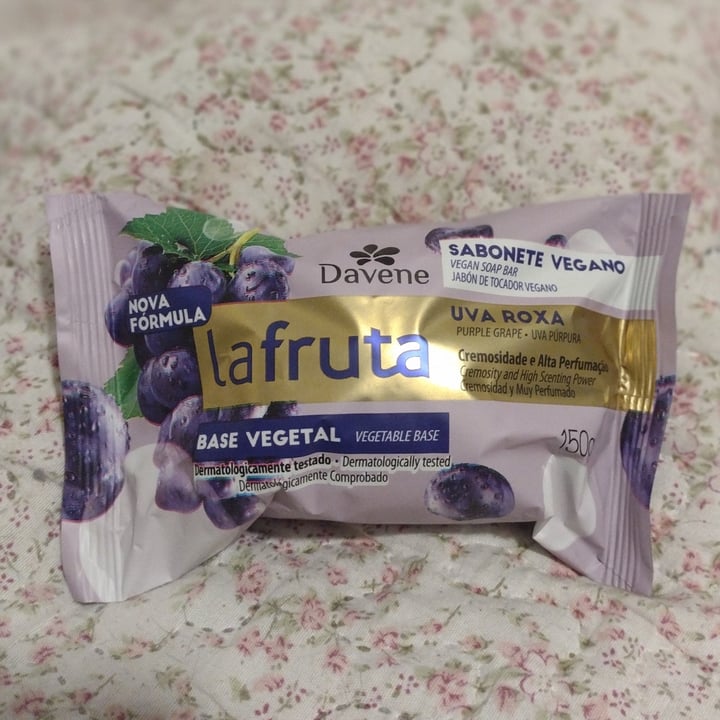 Davene
SABONETE VEGANO
VEGAN SOAP BAR
JABÓN DE TOCADOR VEGANO
NOVA
FÓRMULA
lafruta
UVA ROXA
PURPLE GRAPE • UVA PÚRPURA
Cremosidade e Alta Perfumação
Cremosity and High Scenting Power
Cremosidad y Muy Perfumado
BASE VEGETAL VEGETABLE BASE
Dermatologicamente testado • Dermatologically tested
Dermatológicamente Comprobado
150g